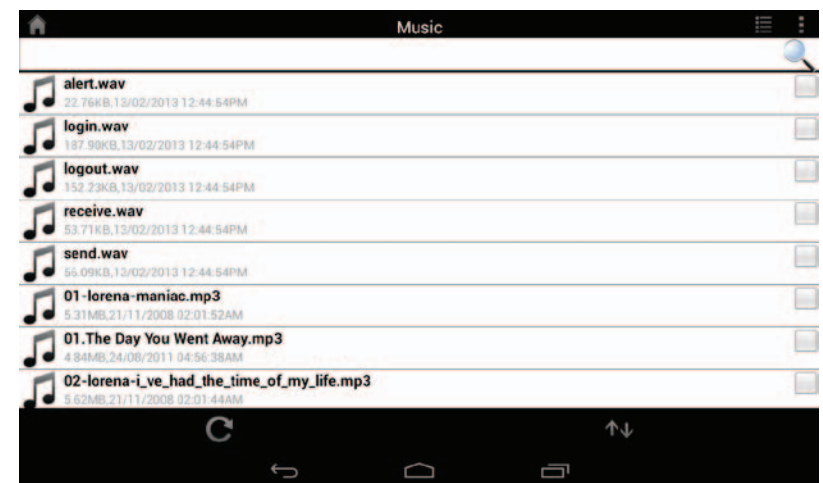 Music
alert.wav
22.76KB,13/02/2013 12:44:54PM
login.wav
187.90KB,13/02/2013 12:44:54PM
logout.wav
152.23KB,13/02/2013 12:44:54PM
receive.wav
53.71KB,13/02/2013 12:44:54PM
send.wav
56.09KB,13/02/2013 12:44:54PM
01-lorena-maniac.mp3
5.31MB,21/11/2008 02:01:52AM
01.The Day You Went Away.mp3
4.84MB,24/08/2011 04:56:38AM
02-lorena-i_ve_had_the_time_of_my_life.mp3
5.62MB,21/11/2008 02:01:44AM